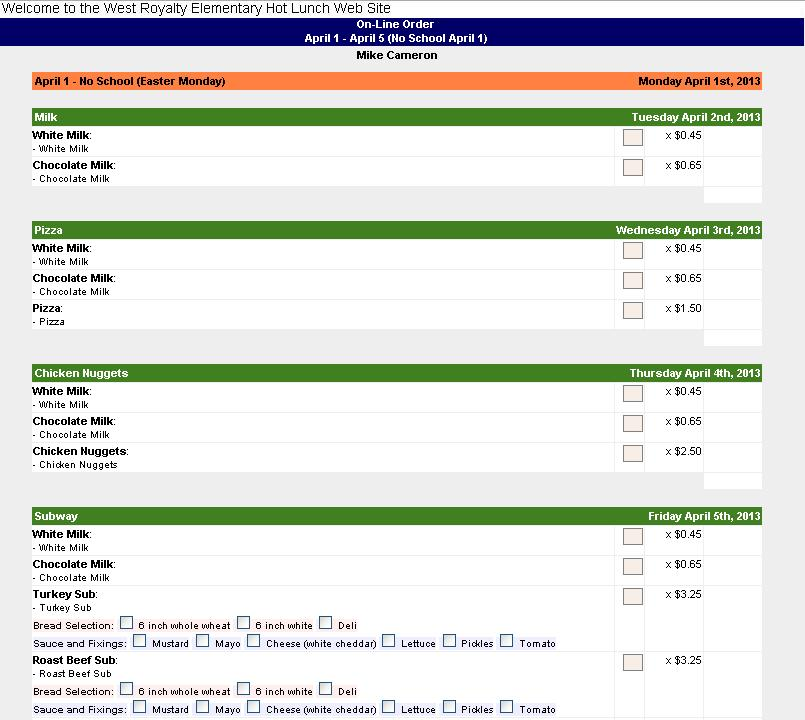 Welcome to the West Royalty Elementary Hot Lunch Web Site
On-Line Order
April 1 - April 5 (No School April 1)
Mike Cameron
April 1 - No School (Easter Monday) Monday April 1st, 2013
Milk Tuesday April 2nd, 2013
White Milk: x $0.45
- White Milk
Chocolate Milk: x $0.65
- Chocolate Milk
Pizza Wednesday April 3rd, 2013
White Milk: x $0.45
- White Milk
Chocolate Milk: x $0.65
- Chocolate Milk
Pizza: x $1.50
- Pizza
Chicken Nuggets Thursday April 4th, 2013
White Milk: x $0.45
- White Milk
Chocolate Milk: x $0.65
- Chocolate Milk
Chicken Nuggets: x $2.50
- Chicken Nuggets
Subway Friday April 5th, 2013
White Milk: x $0.45
- White Milk
Chocolate Milk: x $0.65
- Chocolate Milk
Turkey Sub: x $3.25
- Turkey Sub
Bread Selection: 6 inch whole wheat 6 inch white Deli
Sauce and Fixings: Mustard Mayo Cheese (white cheddar) Lettuce Pickles Tomato
Roast Beef Sub: x $3.25
- Roast Beef Sub
Bread Selection: 6 inch whole wheat 6 inch white Deli
Sauce and Fixings: Mustard Mayo Cheese (white cheddar) Lettuce Pickles Tomato